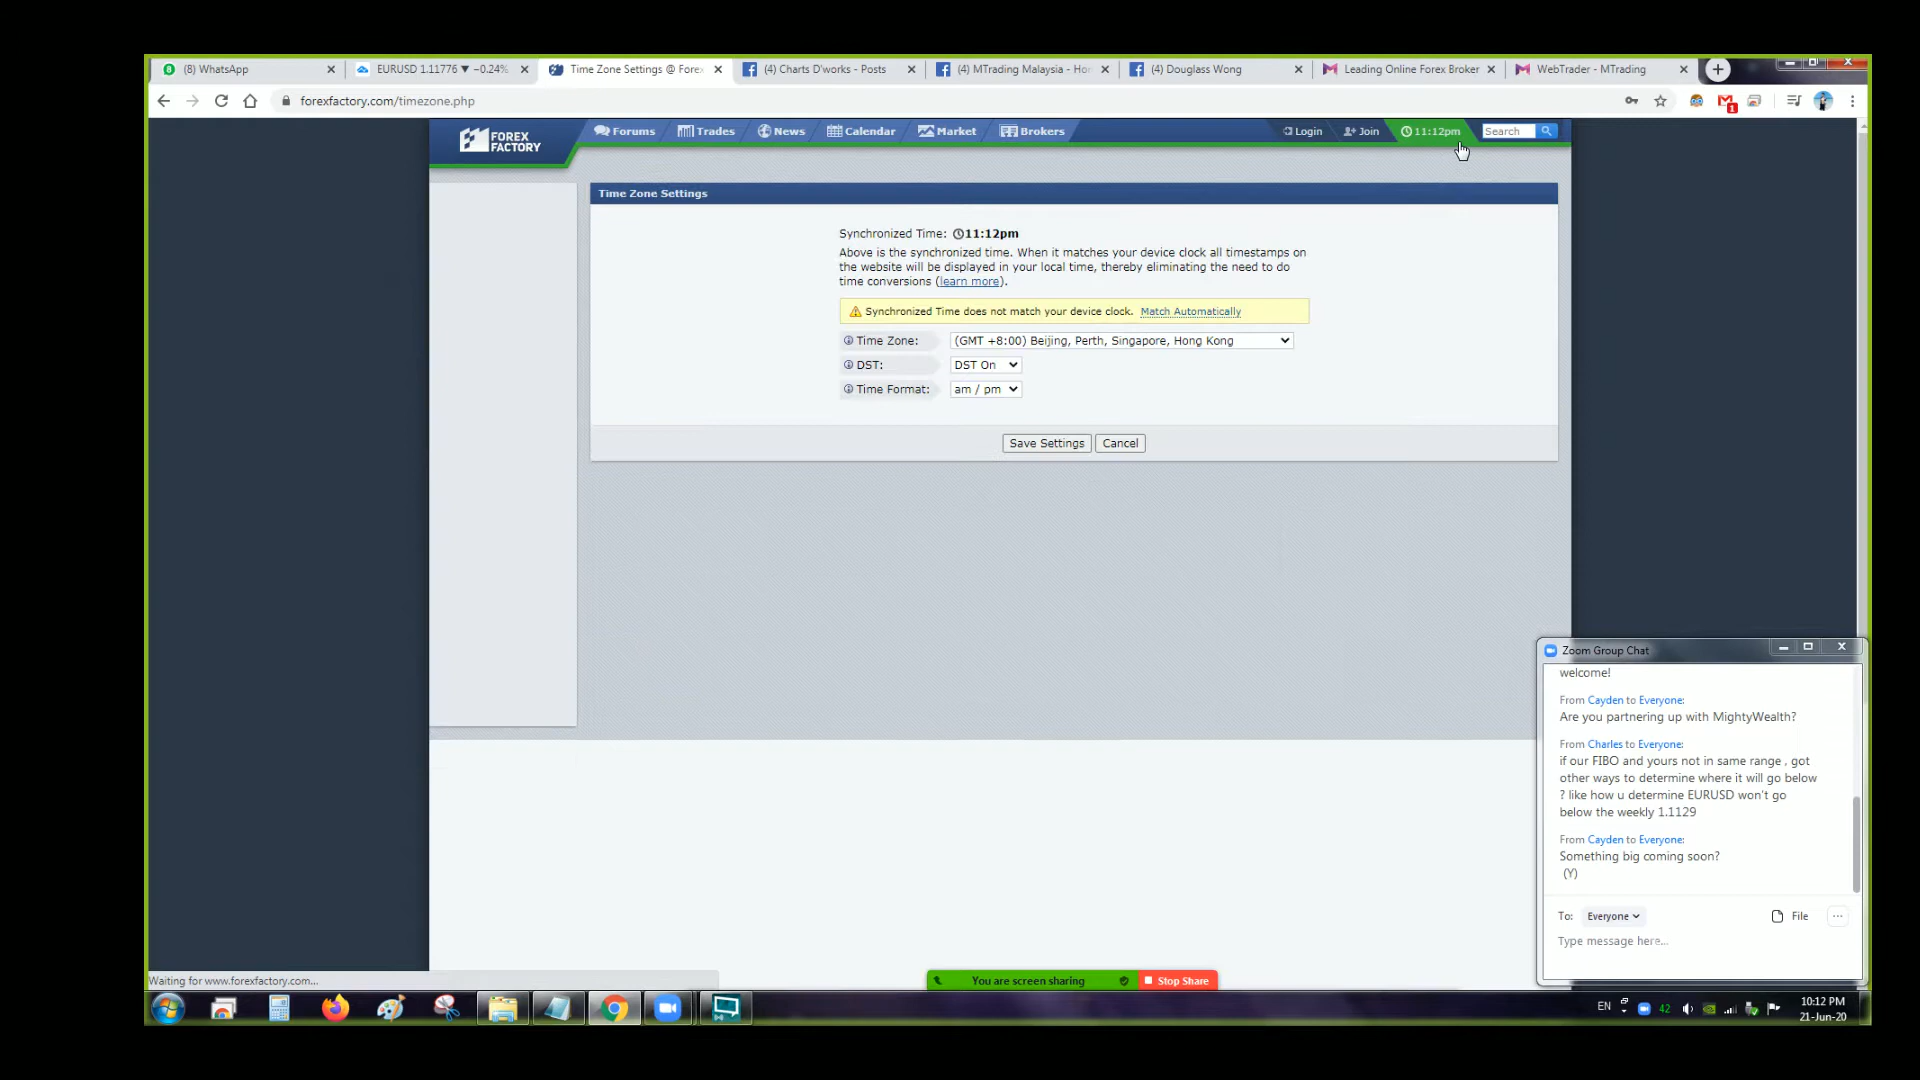 (8) WhatsApp
EURUSD 1.11776 ▼ −0.24%
Time Zone Settings @ Forex
(4) Charts D'works - Posts
(4) MTrading Malaysia - Ho
(4) Douglass Wong
Leading Online Forex Broker
WebTrader - MTrading
forexfactory.com/timezone.php
1
FOREX
FACTORY
Forums
Trades
News
Calendar
Market
Brokers
Login
Join
11:12pm
Search
Time Zone Settings
Synchronized Time: 11:12pm
Above is the synchronized time. When it matches your device clock all timestamps on
the website will be displayed in your local time, thereby eliminating the need to do
time conversions (learn more).
Synchronized Time does not match your device clock. Match Automatically
Time Zone: (GMT +8:00) Beijing, Perth, Singapore, Hong Kong
DST: DST On
Time Format: am / pm
Save Settings
Cancel
Zoom Group Chat
welcome!
From Cayden to Everyone:
Are you partnering up with MightyWealth?
From Charles to Everyone:
if our FIBO and yours not in same range , got
other ways to determine where it will go below
? like how u determine EURUSD won't go
below the weekly 1.1129
From Cayden to Everyone:
Something big coming soon?
(Y)
To: Everyone
File
Type message here...
Waiting for www.forexfactory.com...
You are screen sharing
Stop Share
EN
42
10:12 PM
21-Jun-20